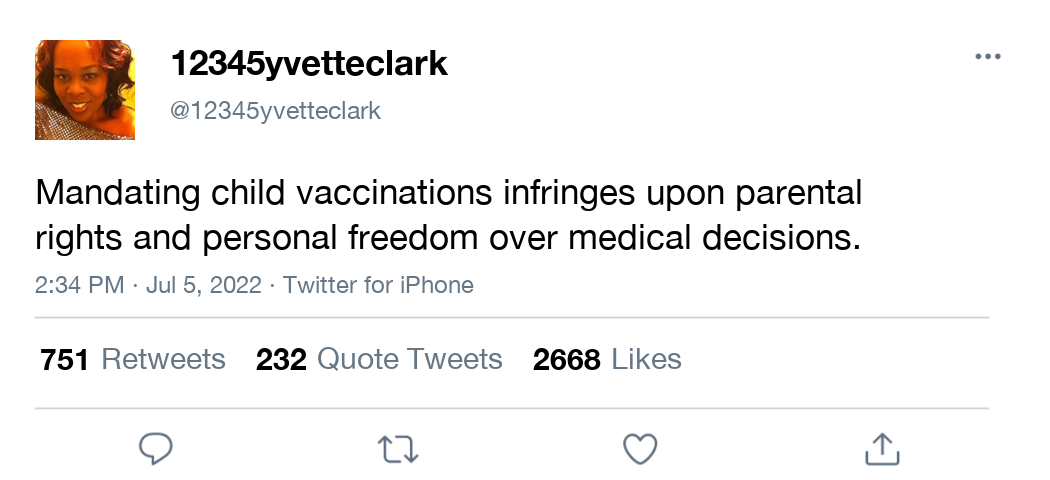 12345yvetteclark
@12345yvetteclark
Mandating child vaccinations infringes upon parental
rights and personal freedom over medical decisions.
2:34 PM · Jul 5, 2022 · Twitter for iPhone
751 Retweets 232 Quote Tweets 2668 Likes